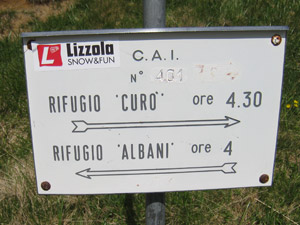 Lizzola
SNOW&FUN
C.A.I.
N°
RIFUGIO "CURO'" ore 4.30
RIFUGIO "ALBANI" ore 4